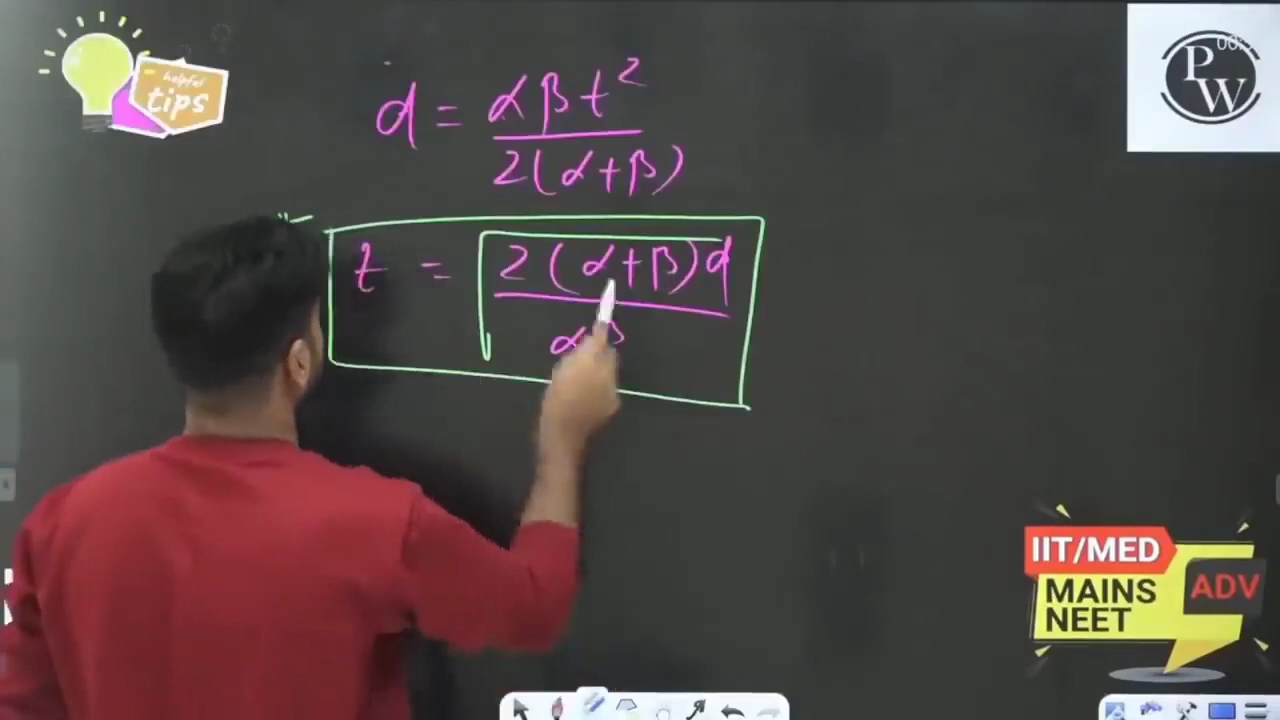 helpful
tips
PW
d = αβt²
2(α+β)
t = √2(α+β)d
αβ
IIT/MED
MAINS
NEET
ADV